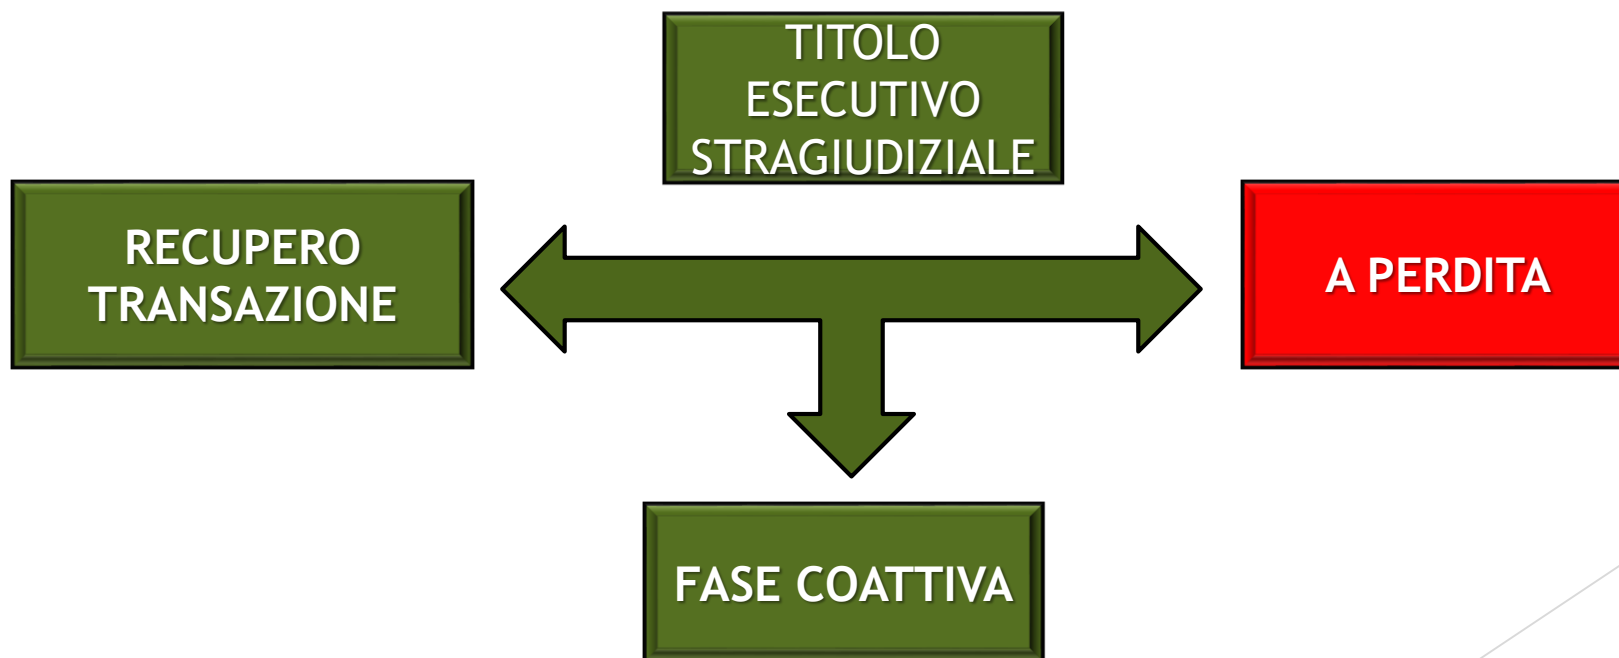 TITOLO
ESECUTIVO
STRAGIUDIZIALE
RECUPERO
TRANSAZIONE
A PERDITA
FASE COATTIVA